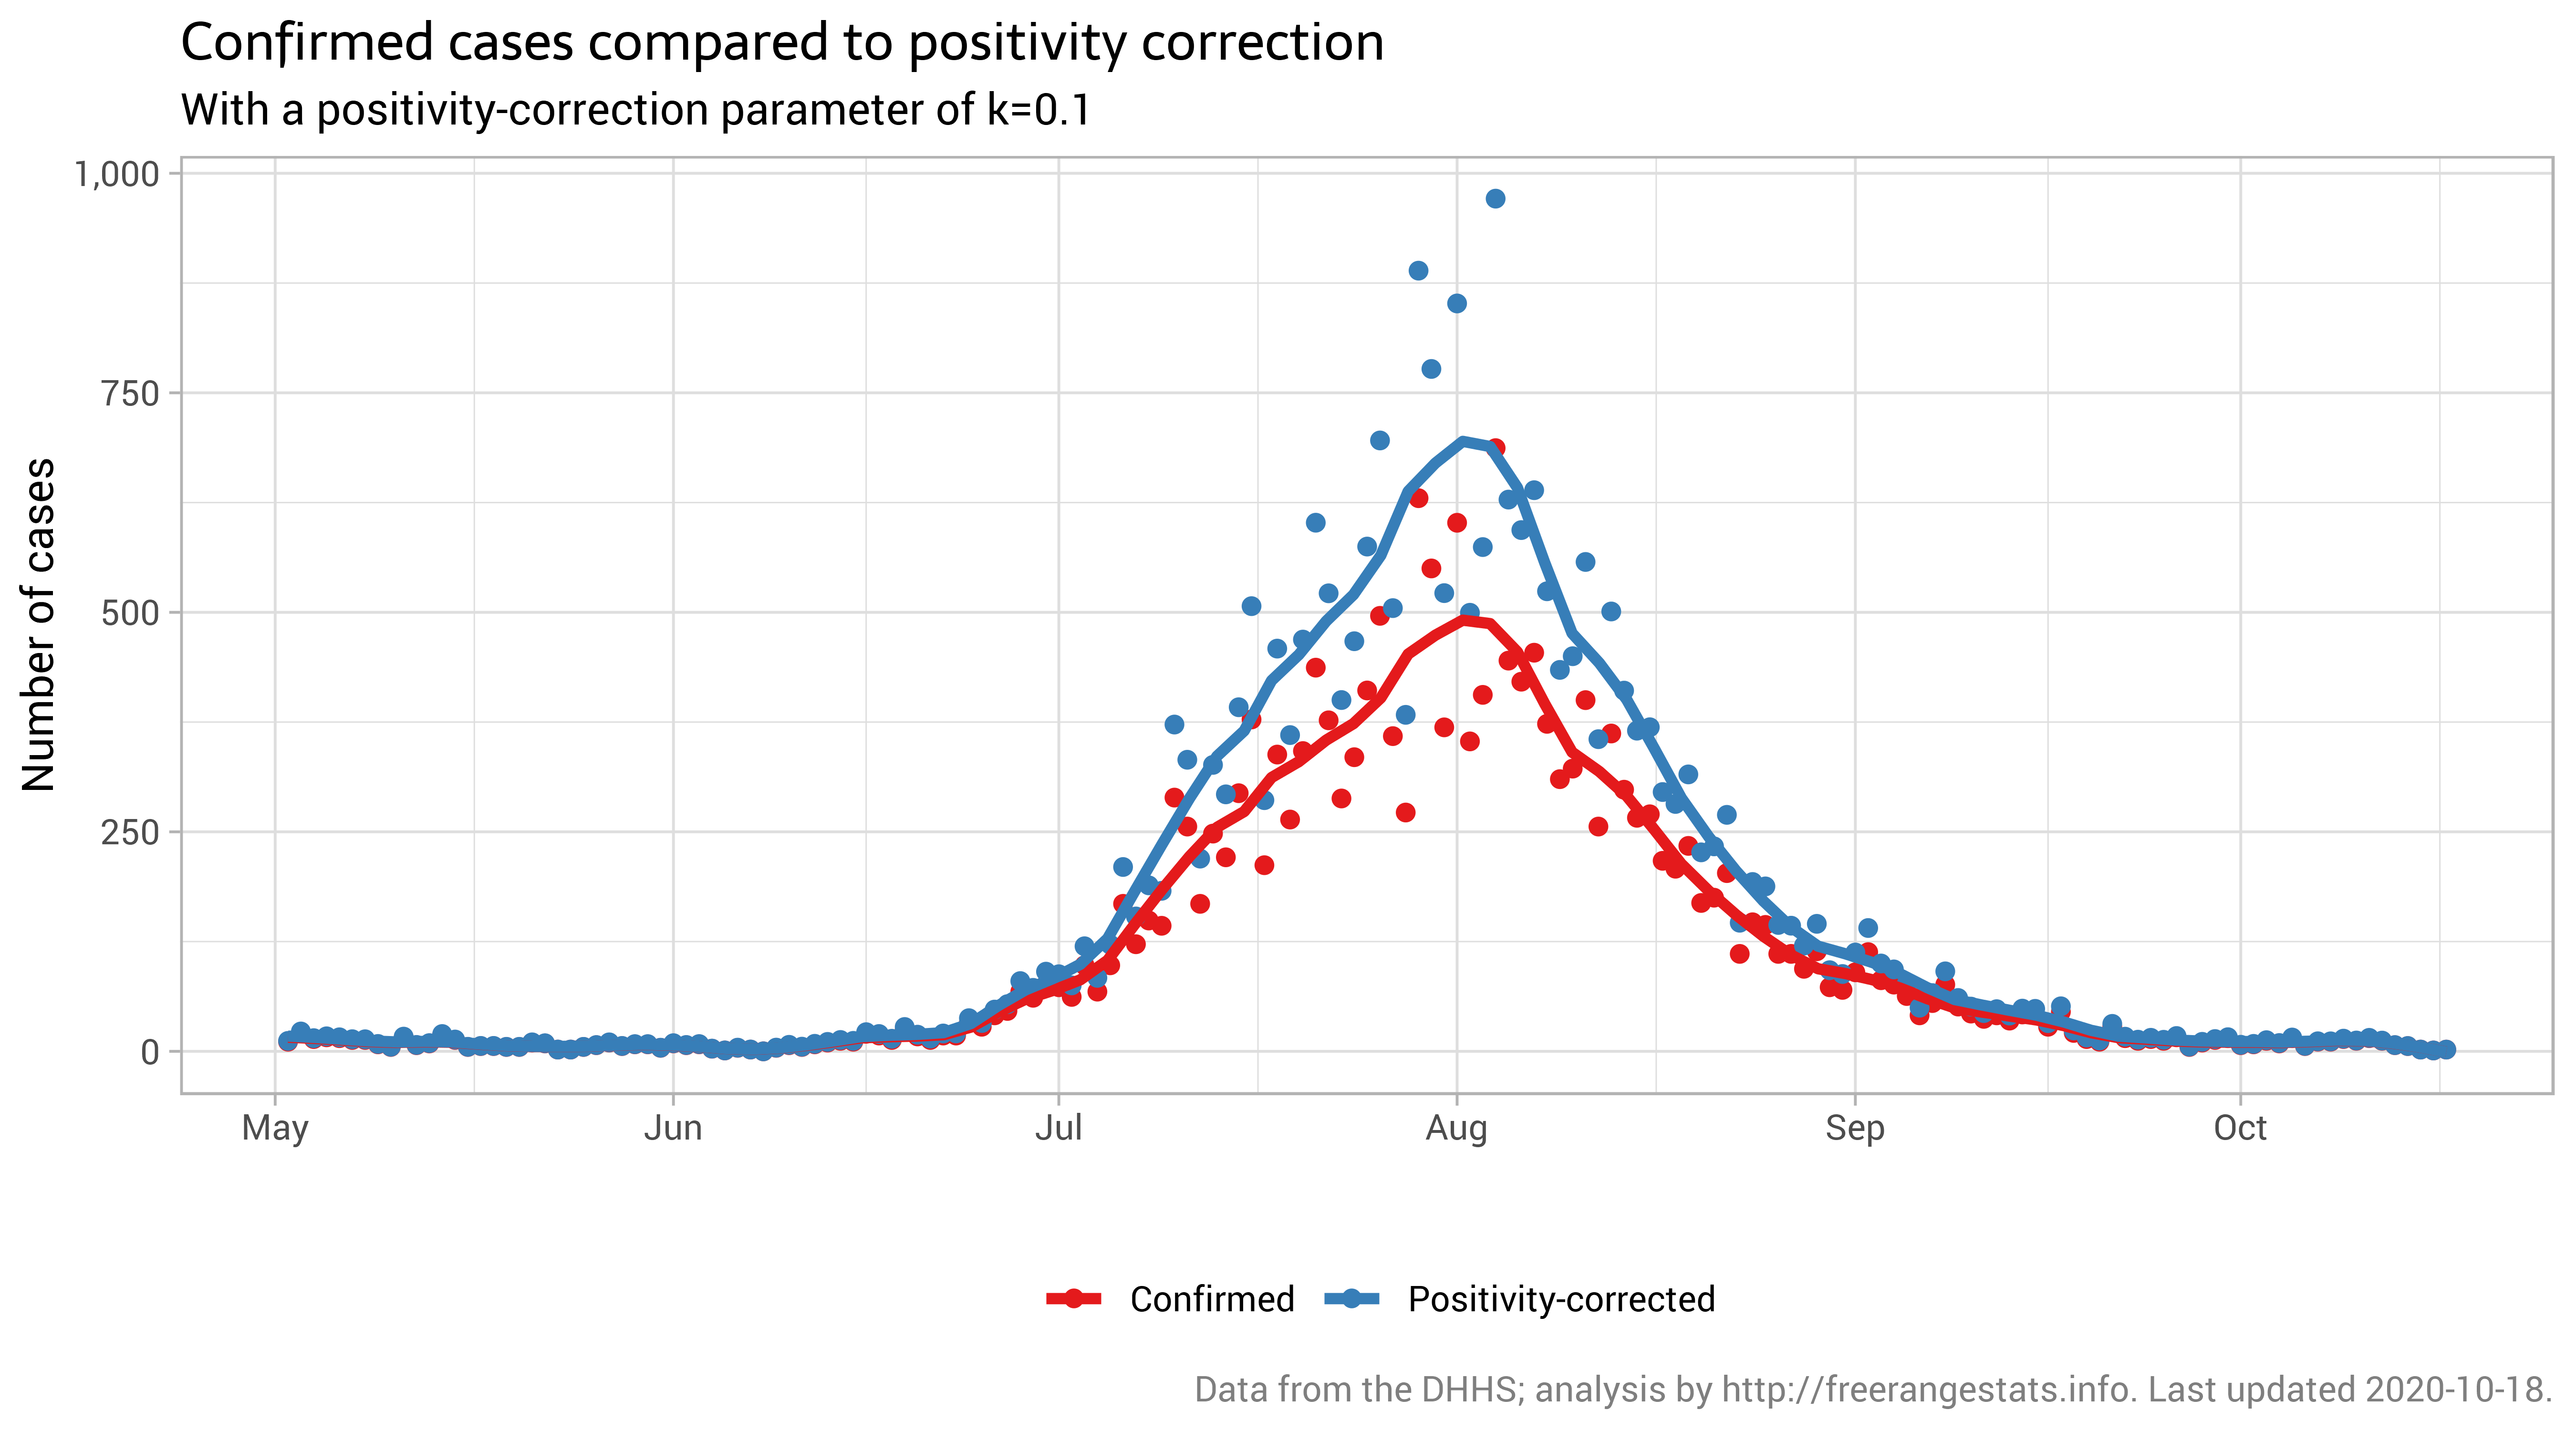 Confirmed cases compared to positivity correction
With a positivity-correction parameter of k=0.1
Number of cases
1,000
750
500
250
0
May Jun Jul Aug Sep Oct
Confirmed Positivity-corrected
Data from the DHHS; analysis by http://freerangestats.info. Last updated 2020-10-18.